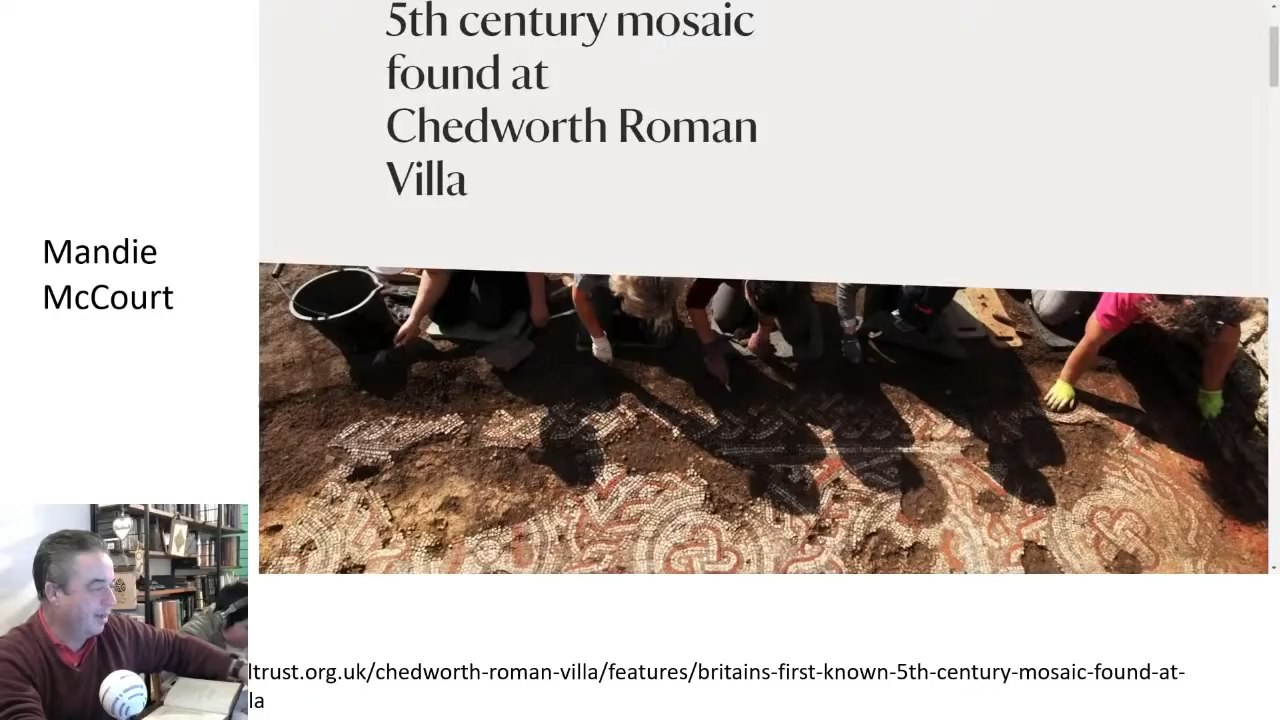 5th century mosaic
found at
Chedworth Roman
Villa
Mandie
McCourt
ltrust.org.uk/chedworth-roman-villa/features/britains-first-known-5th-century-mosaic-found-at-
la